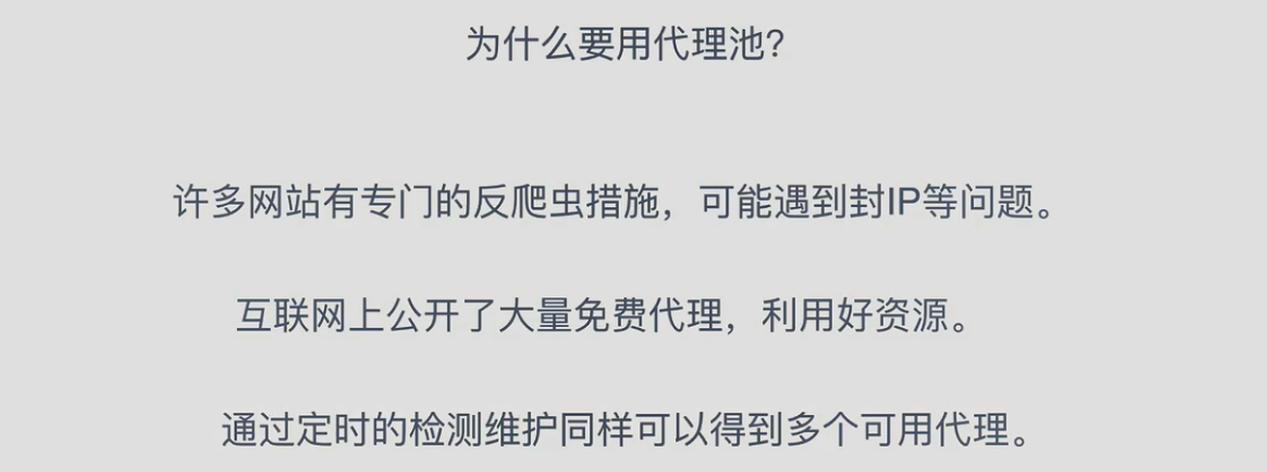 为什么要用代理池?
许多网站有专门的反爬虫措施，可能遇到封IP等问题。
互联网上公开了大量免费代理，利用好资源。
通过定时的检测维护同样可以得到多个可用代理。